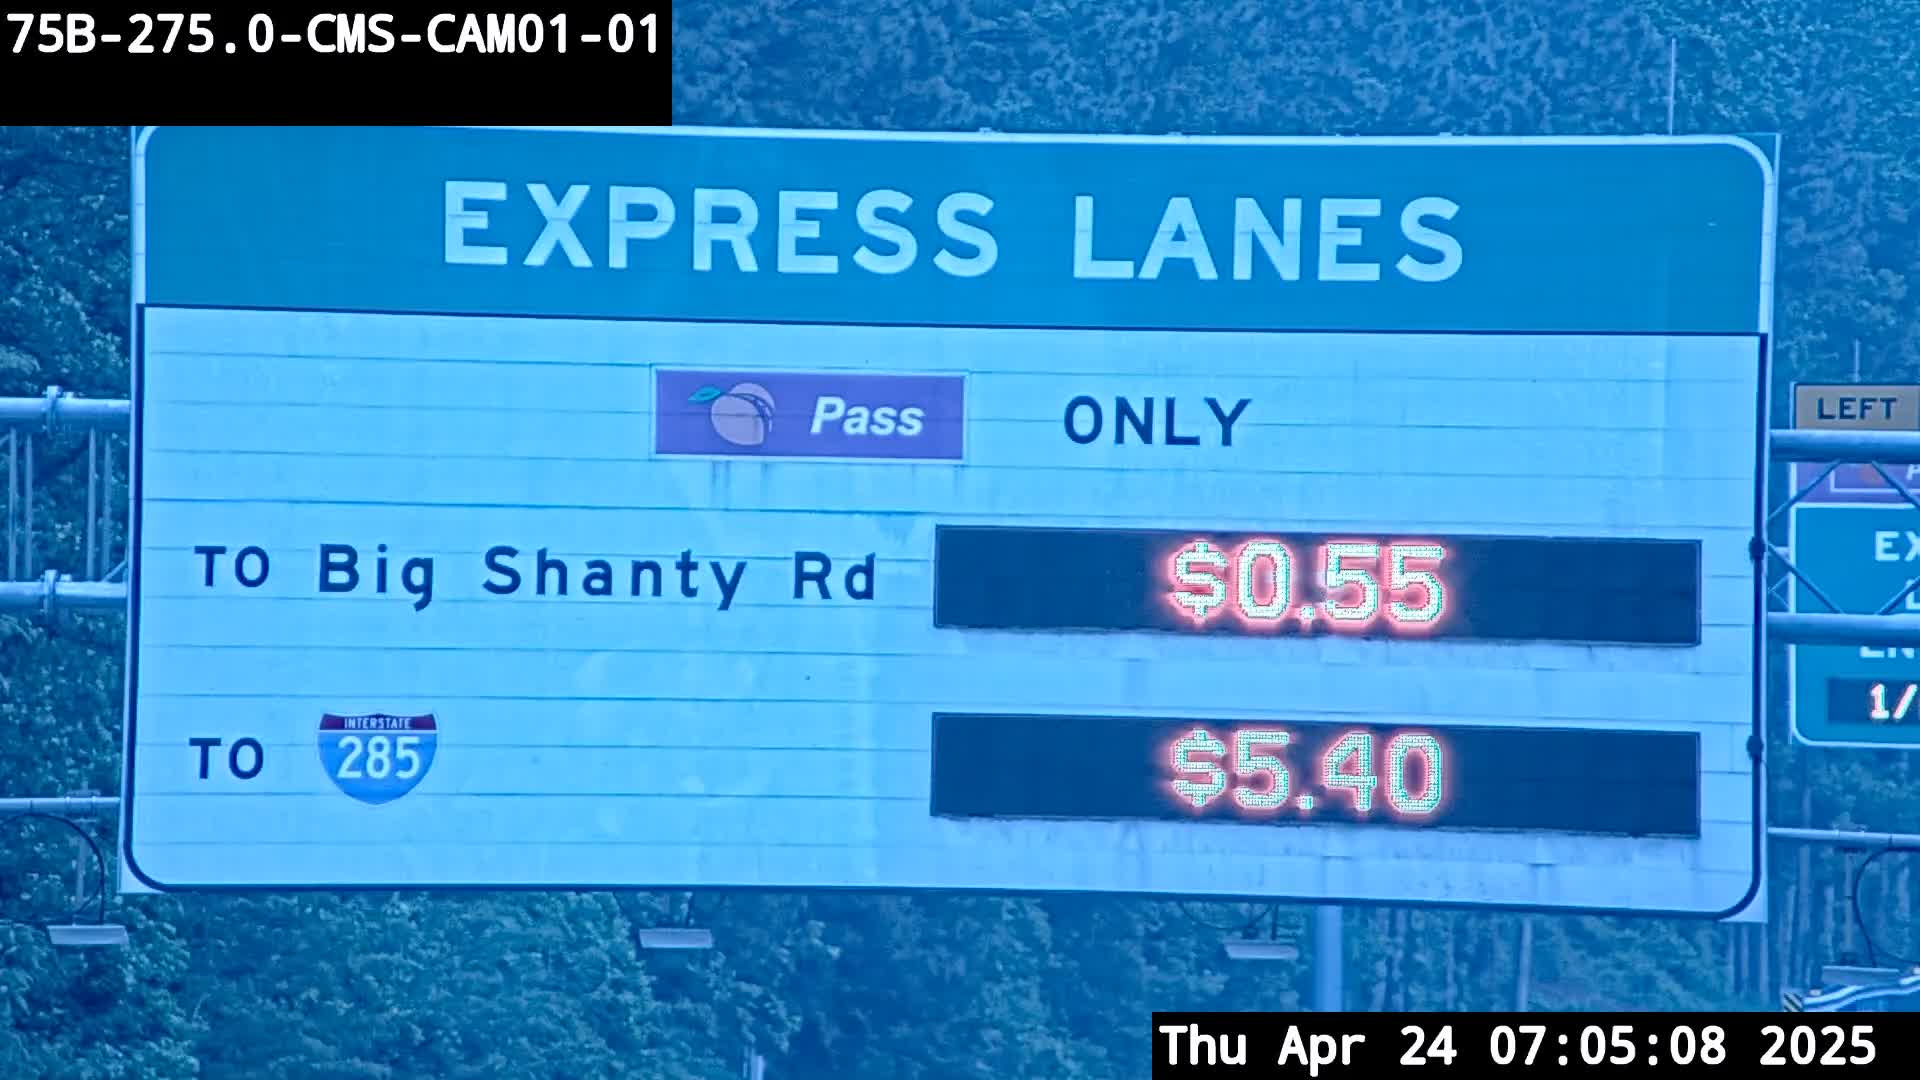 75B-275.0-CMS-CAM01-01
EXPRESS LANES
Pass ONLY
TO Big Shanty Rd $0.55
TO INTERSTATE 285 $5.40
LEFT
1/
Thu Apr 24 07:05:08 2025